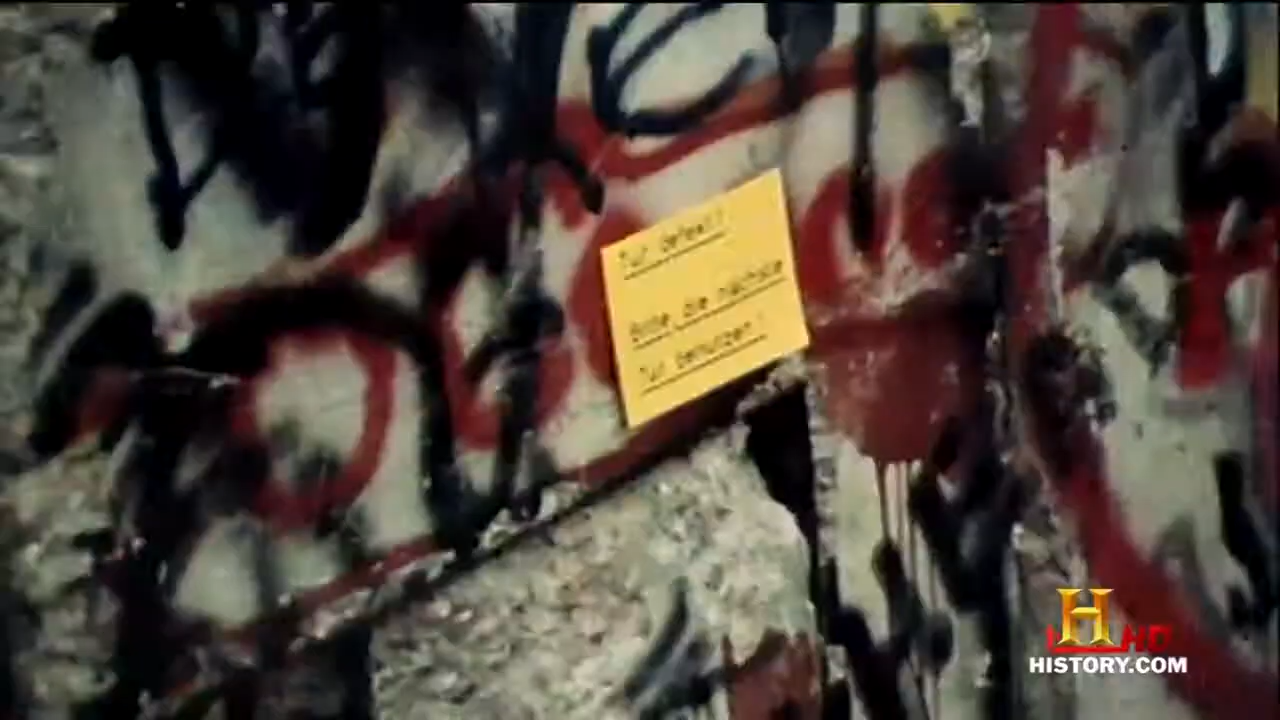 Tür defekt!
Bitte die nächste
Tür benutzen!
H HD
HISTORY.COM